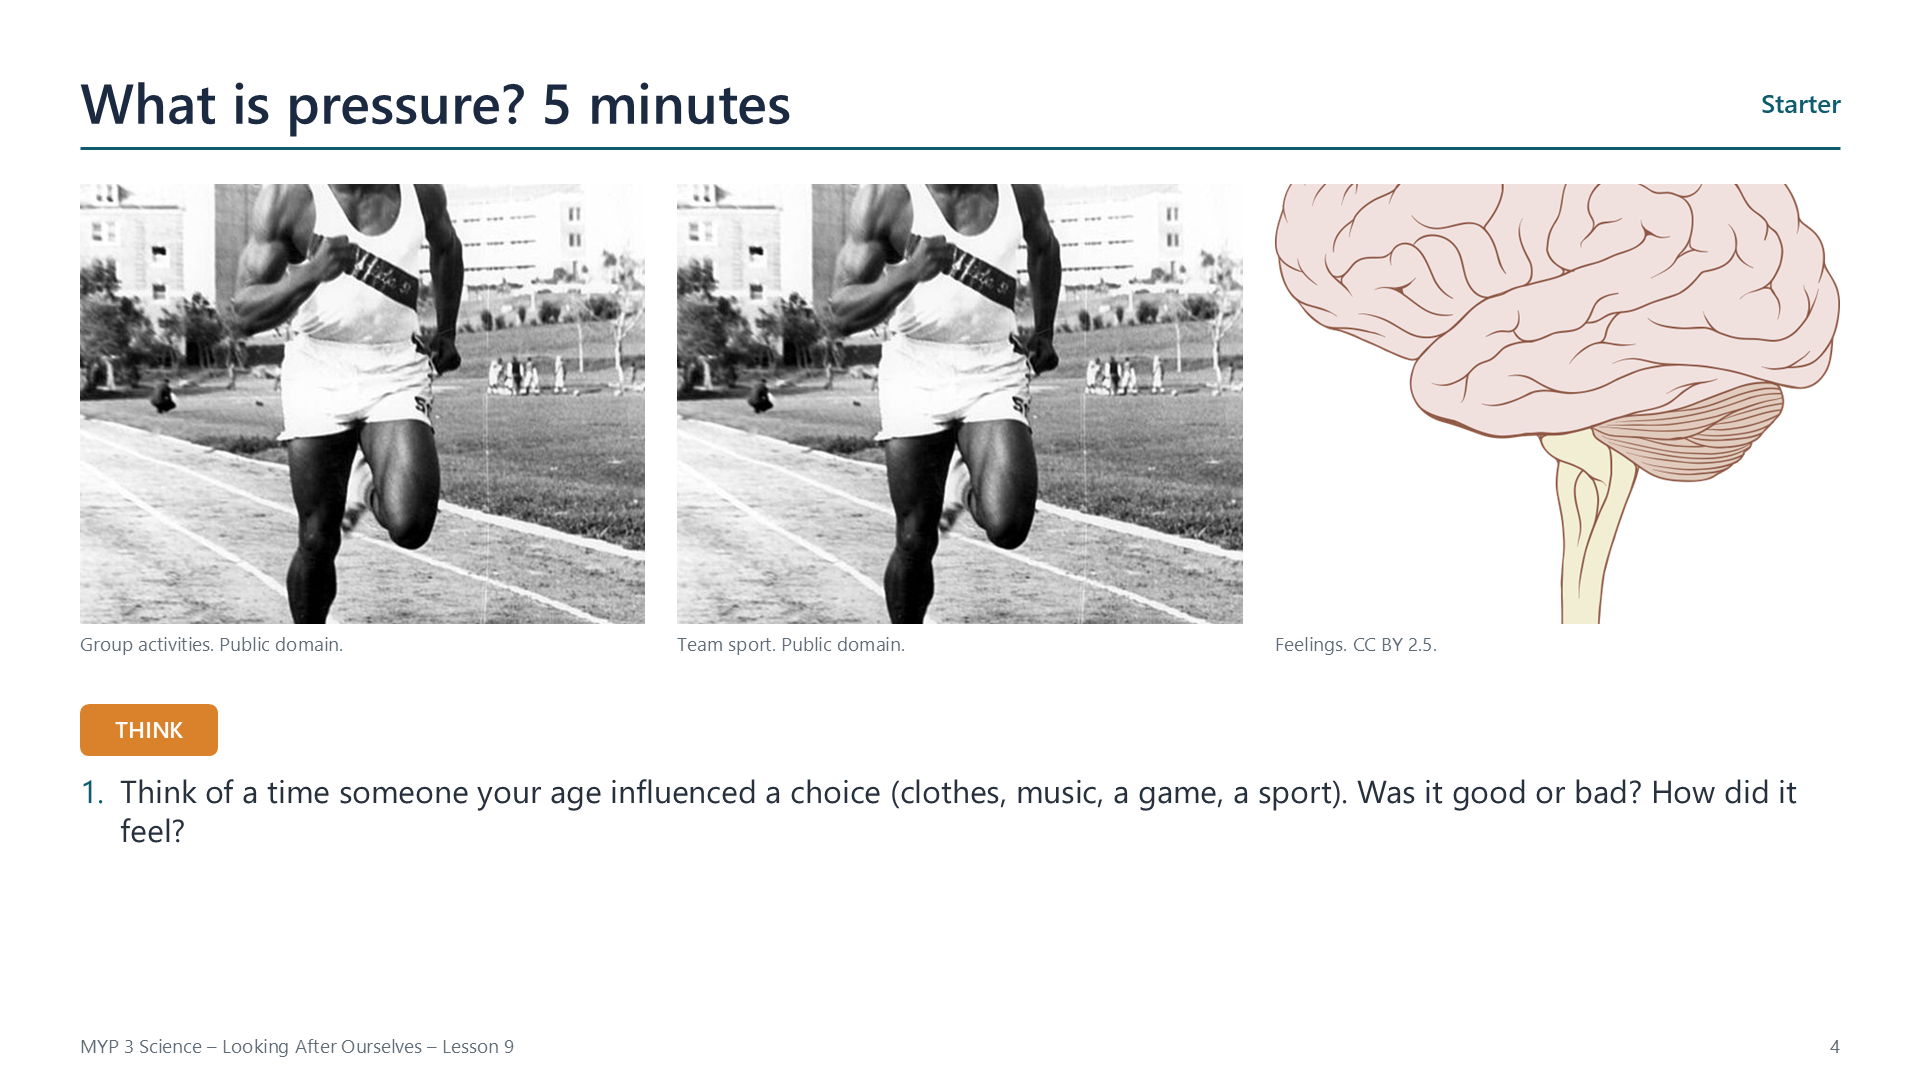 What is pressure? 5 minutes
Starter
Group activities. Public domain.
Team sport. Public domain.
Feelings. CC BY 2.5.
THINK
1. Think of a time someone your age influenced a choice (clothes, music, a game, a sport). Was it good or bad? How did it
feel?
MYP 3 Science – Looking After Ourselves – Lesson 9
4